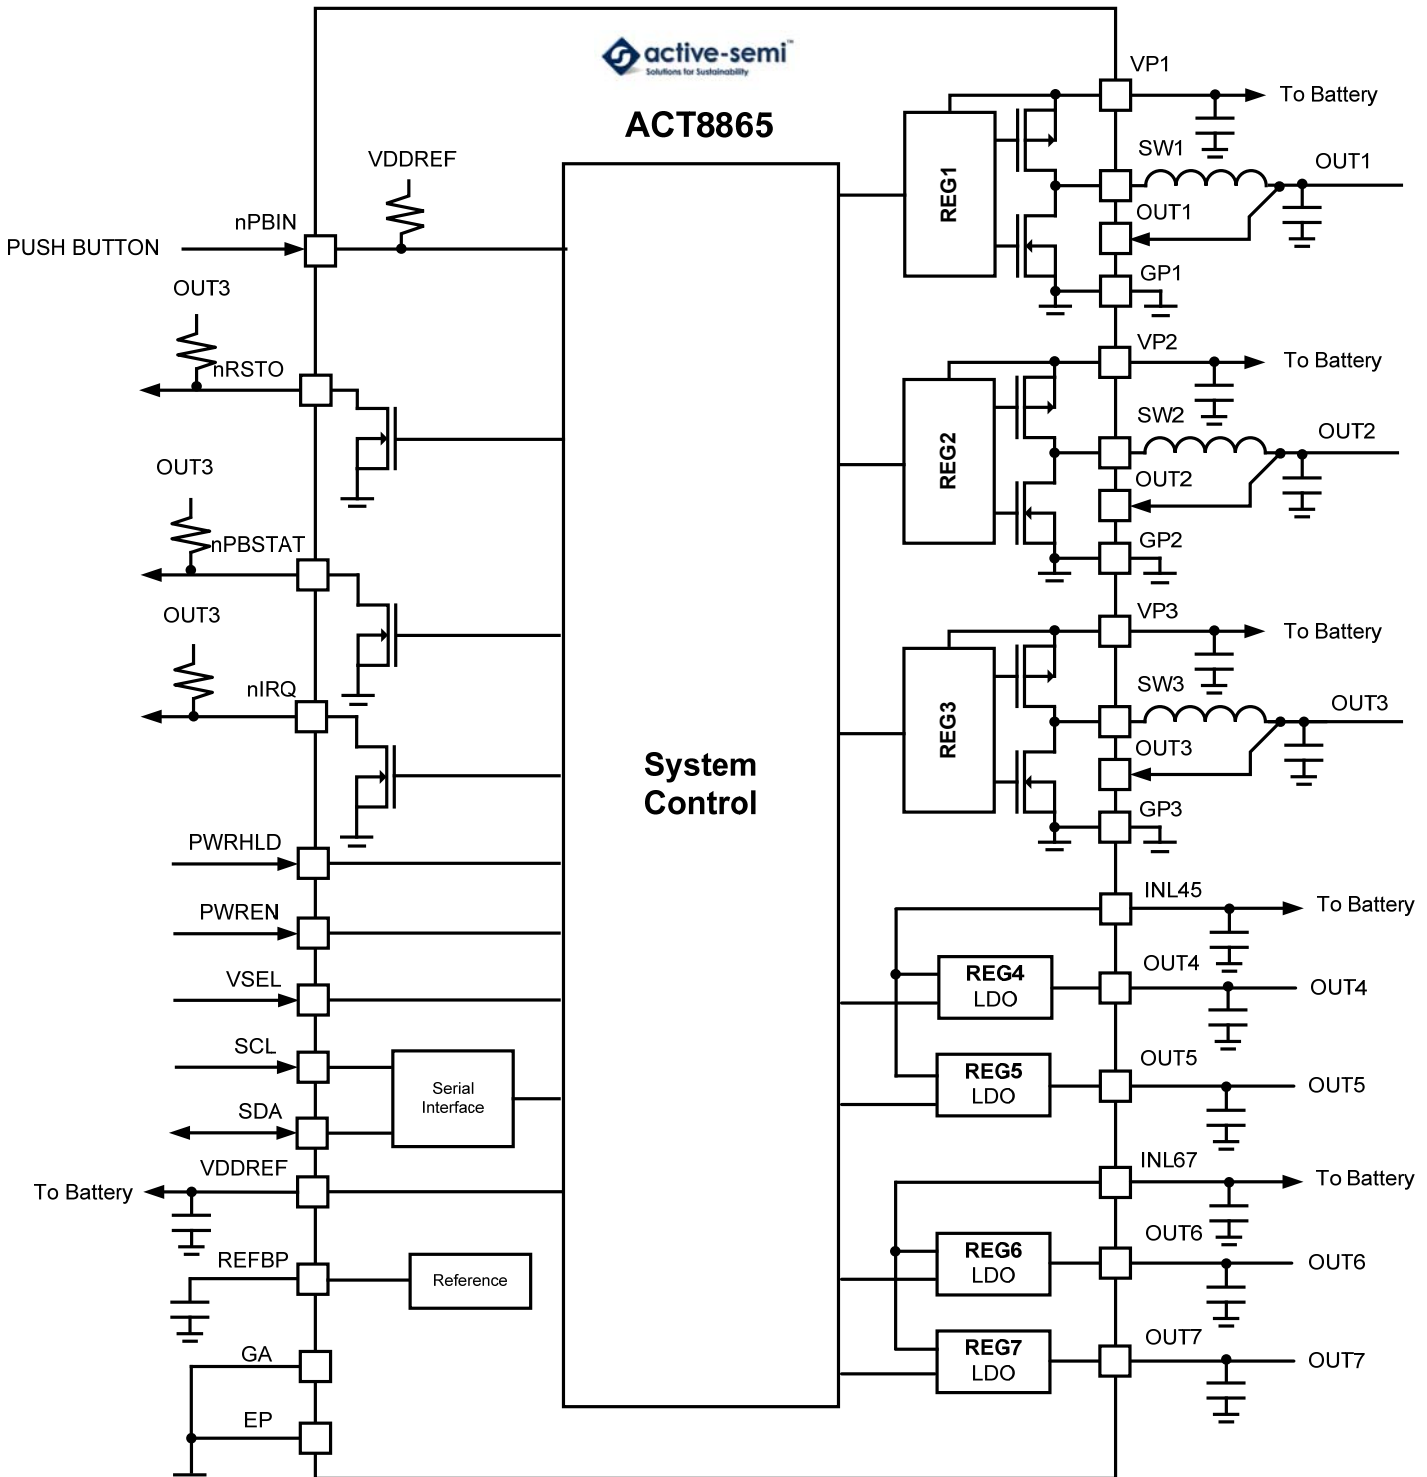 active-semi™
Solutions for Sustainability
ACT8865
VDDREF
nPBIN
PUSH BUTTON
OUT3
nRSTO
OUT3
nPBSTAT
OUT3
nIRQ
PWRHLD
PWREN
VSEL
SCL
SDA
Serial
Interface
VDDREF
To Battery
REFBP
Reference
GA
EP
System
Control
VP1
To Battery
REG1
SW1
OUT1
OUT1
GP1
VP2
To Battery
REG2
SW2
OUT2
OUT2
GP2
VP3
To Battery
REG3
SW3
OUT3
OUT3
GP3
INL45
To Battery
REG4
LDO
OUT4
OUT4
REG5
LDO
OUT5
OUT5
INL67
To Battery
REG6
LDO
OUT6
OUT6
REG7
LDO
OUT7
OUT7